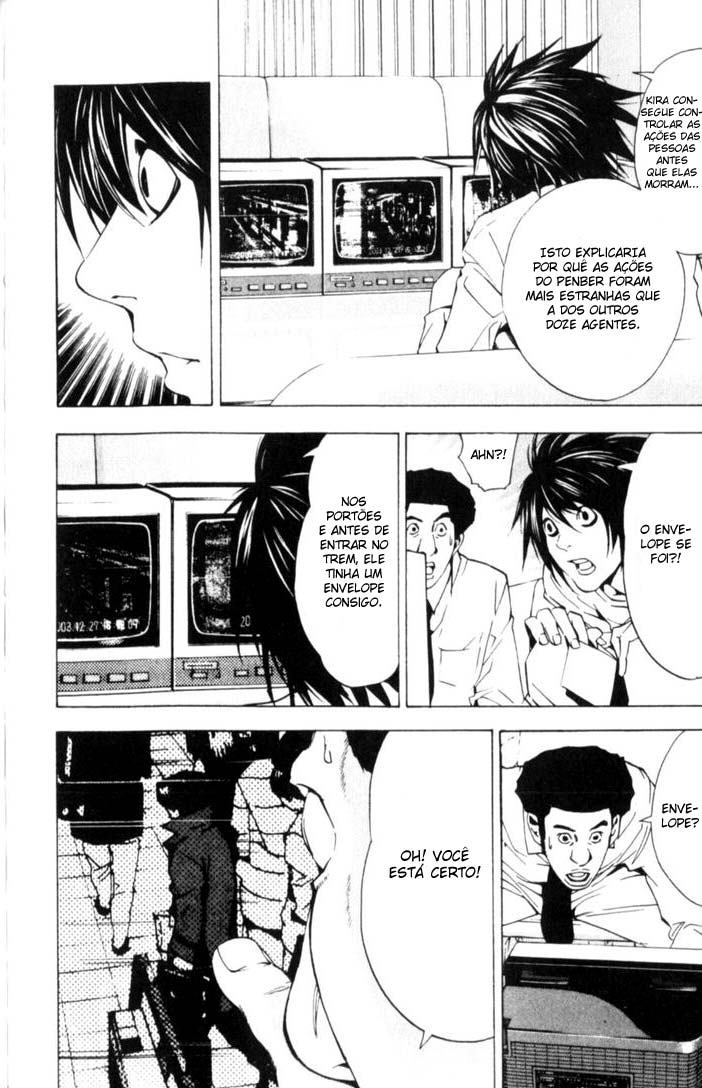 KIRA CON-
SEGUE CON-
TROLAR AS
AÇÕES DAS
PESSOAS
ANTES
QUE ELAS
MORRAM...
ISTO EXPLICARIA
POR QUÊ AS AÇÕES
DO PENBER FORAM
MAIS ESTRANHAS QUE
A DOS OUTROS
DOZE AGENTES.
O ENVE-
LOPE SE
FOI?!
AHN?!
NOS
PORTÕES
E ANTES DE
ENTRAR NO
TREM, ELE
TINHA UM
ENVELOPE
CONSIGO.
20
ENVE-
LOPE?
OH! VOCÊ
ESTÁ CERTO!